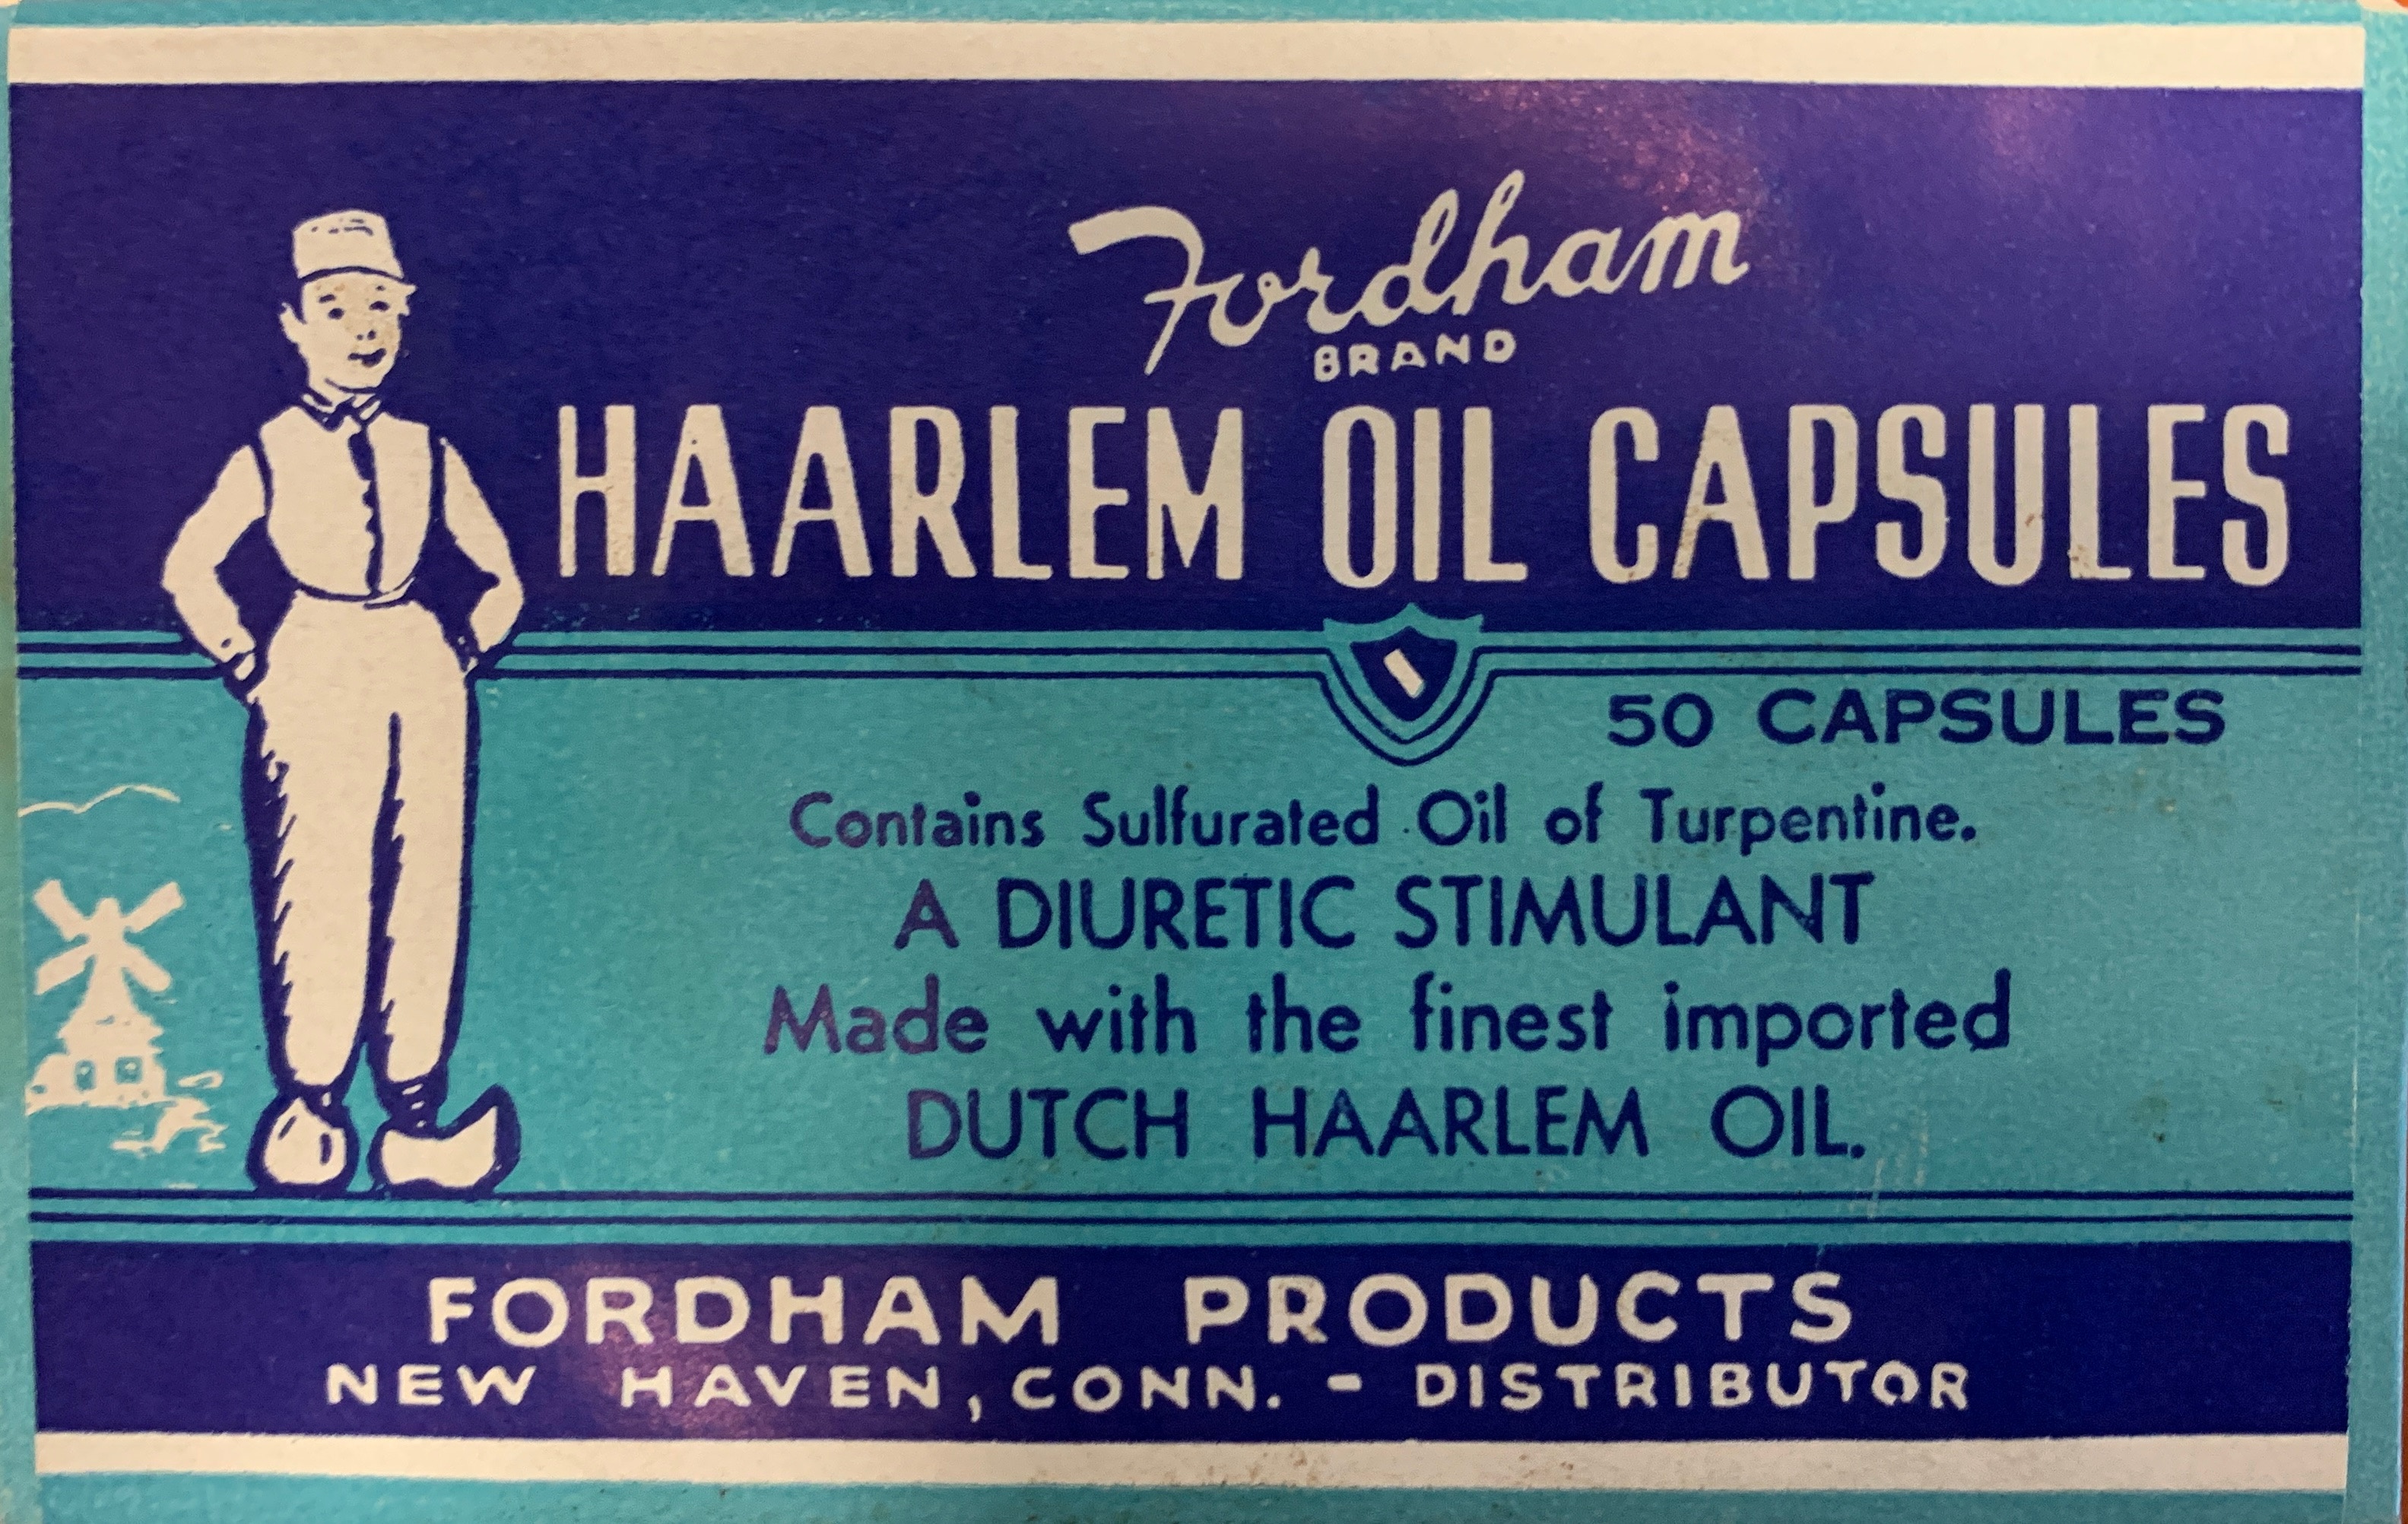 Fordham
BRAND
HAARLEM OIL CAPSULES
50 CAPSULES
Contains Sulfurated Oil of Turpentine.
A DIURETIC STIMULANT
Made with the finest imported
DUTCH HAARLEM OIL.
FORDHAM PRODUCTS
NEW HAVEN, CONN. - DISTRIBUTOR